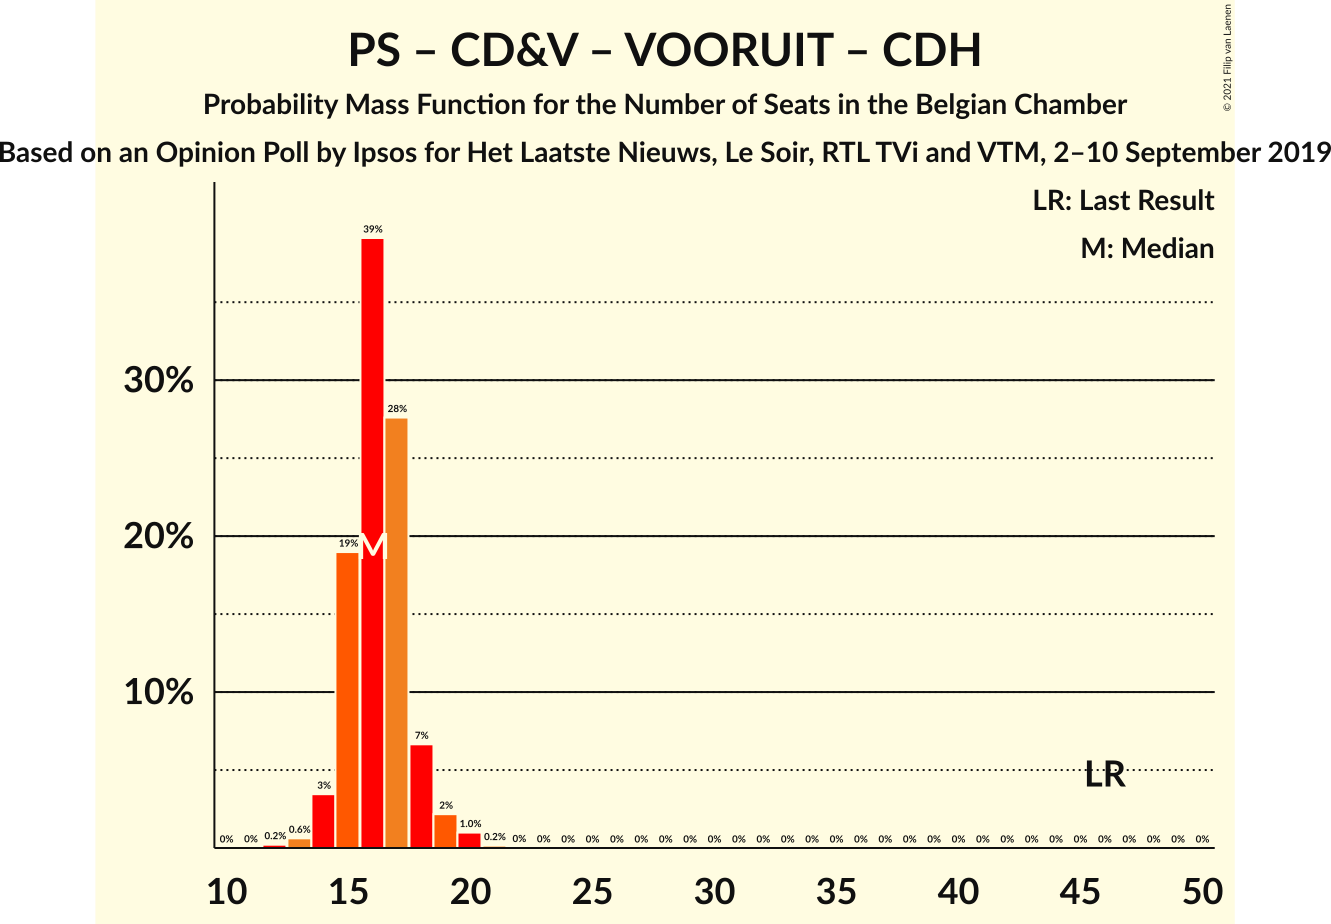 PS – CD&V – VOORUIT – CDH
Probability Mass Function for the Number of Seats in the Belgian Chamber
Based on an Opinion Poll by Ipsos for Het Laatste Nieuws, Le Soir, RTL TVi and VTM, 2–10 September 2019
© 2021 Filip van Laenen
LR: Last Result
M: Median
39%
30%
28%
20%
19%
M
10%
7%
LR
3%
2%
0% 0% 0.2% 0.6% 1.0% 0.2% 0% 0% 0% 0% 0% 0% 0% 0% 0% 0% 0% 0% 0% 0% 0% 0% 0% 0% 0% 0% 0% 0% 0% 0% 0% 0% 0% 0% 0%
10 15 20 25 30 35 40 45 50